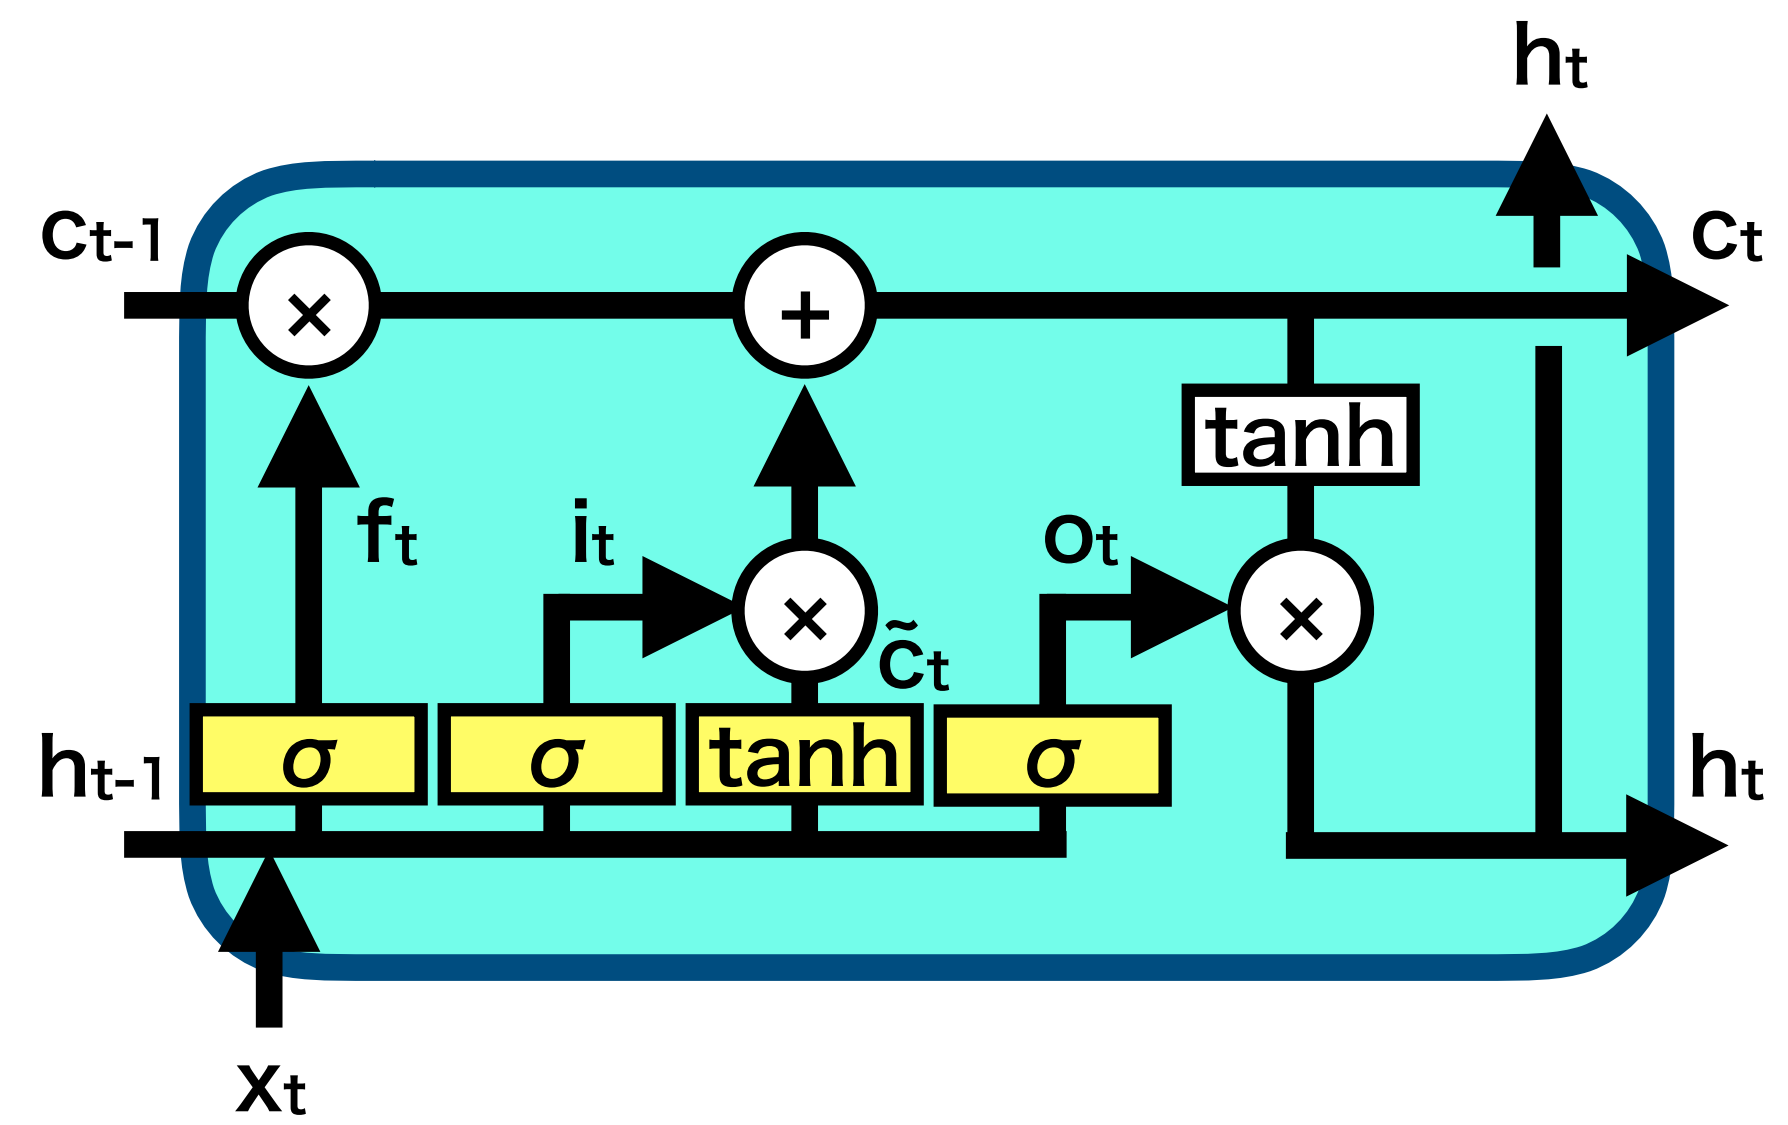 ht
ct-1
ct
×
+
tanh
ft
it
ot
×
×
c̃t
ht-1
σ
σ
tanh
σ
ht
xt